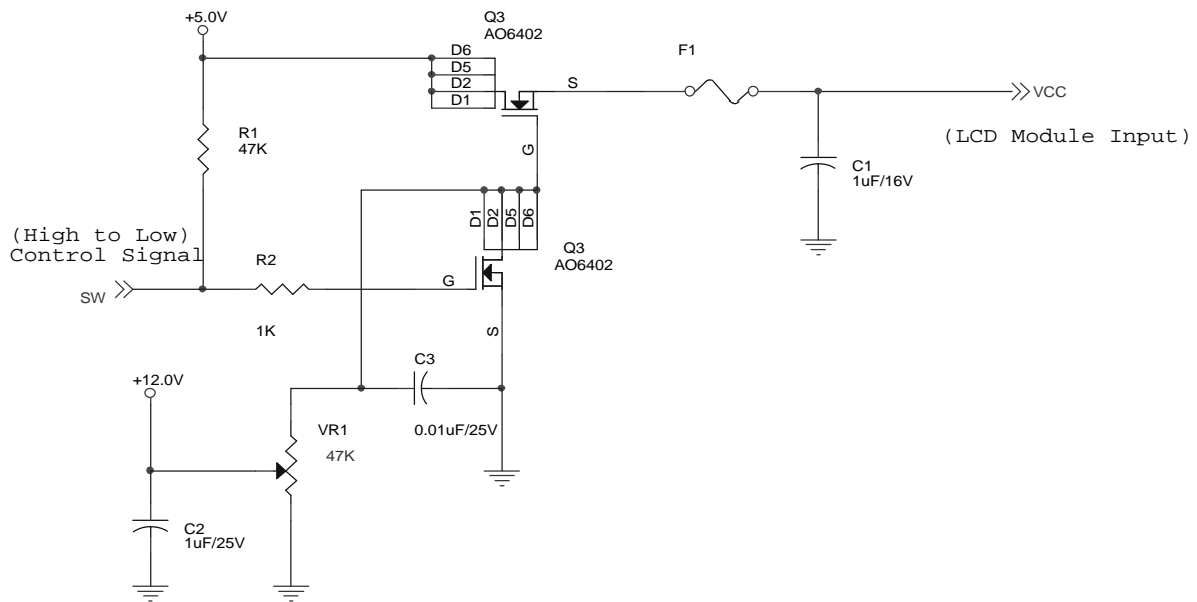 +5.0V
Q3
AO6402
F1
D6
D5
D2
D1
S
VCC
(LCD Module Input)
R1
47K
G
C1
1uF/16V
D1
D2
D5
D6
(High to Low)
Control Signal
Q3
AO6402
R2
G
SW
1K
S
C3
+12.0V
0.01uF/25V
VR1
47K
C2
1uF/25V